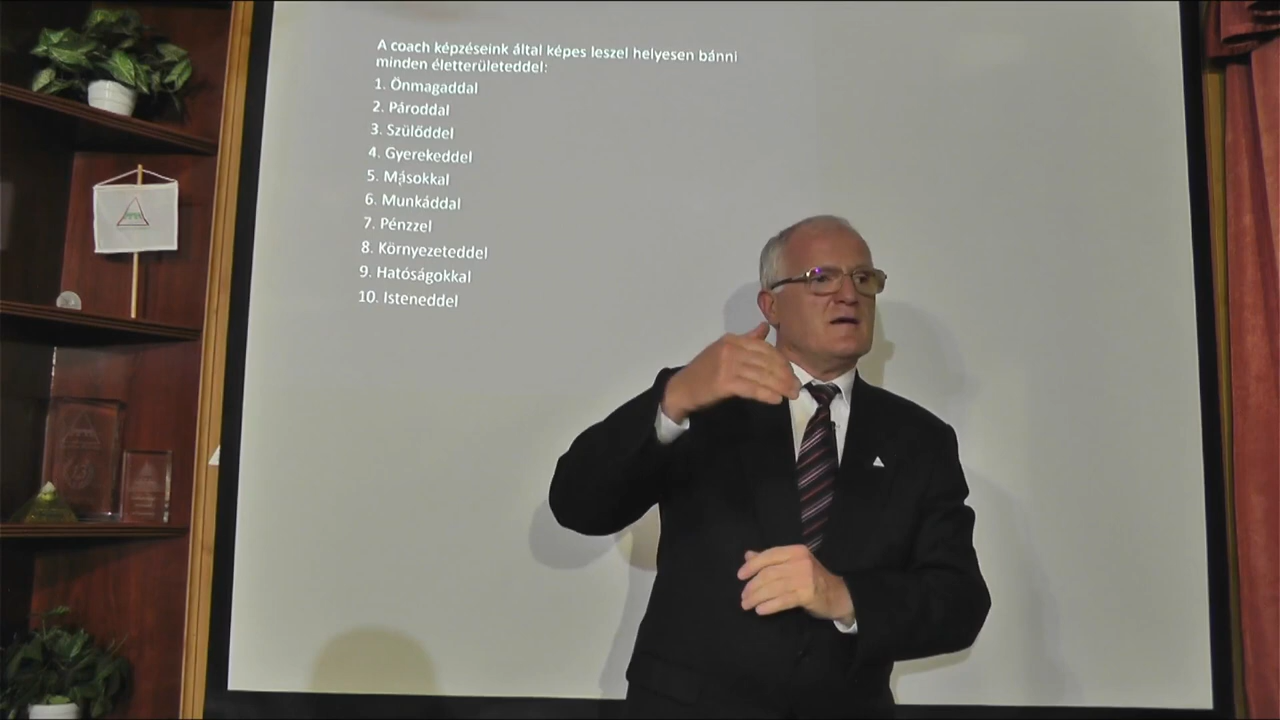 A coach képzéseink által képes leszel helyesen bánni
minden életterületeddel:
1. Önmagaddal
2. Pároddal
3. Szülőddel
4. Gyerekeddel
5. Másokkal
6. Munkáddal
7. Pénzzel
8. Környezeteddel
9. Hatóságokkal
10. Isteneddel